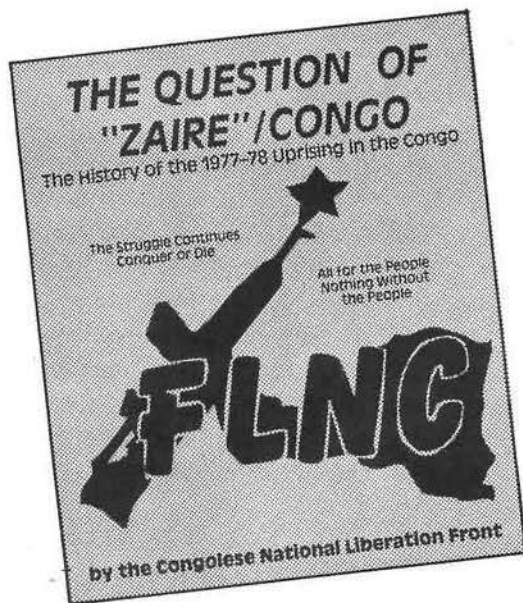 THE QUESTION OF
"ZAIRE"/CONGO
The History of the 1977-78 Uprising in the Congo
The Struggle Continues
Conquer or Die
All for the People
Nothing Without
the People
FLNC
by the Congolese National Liberation Front